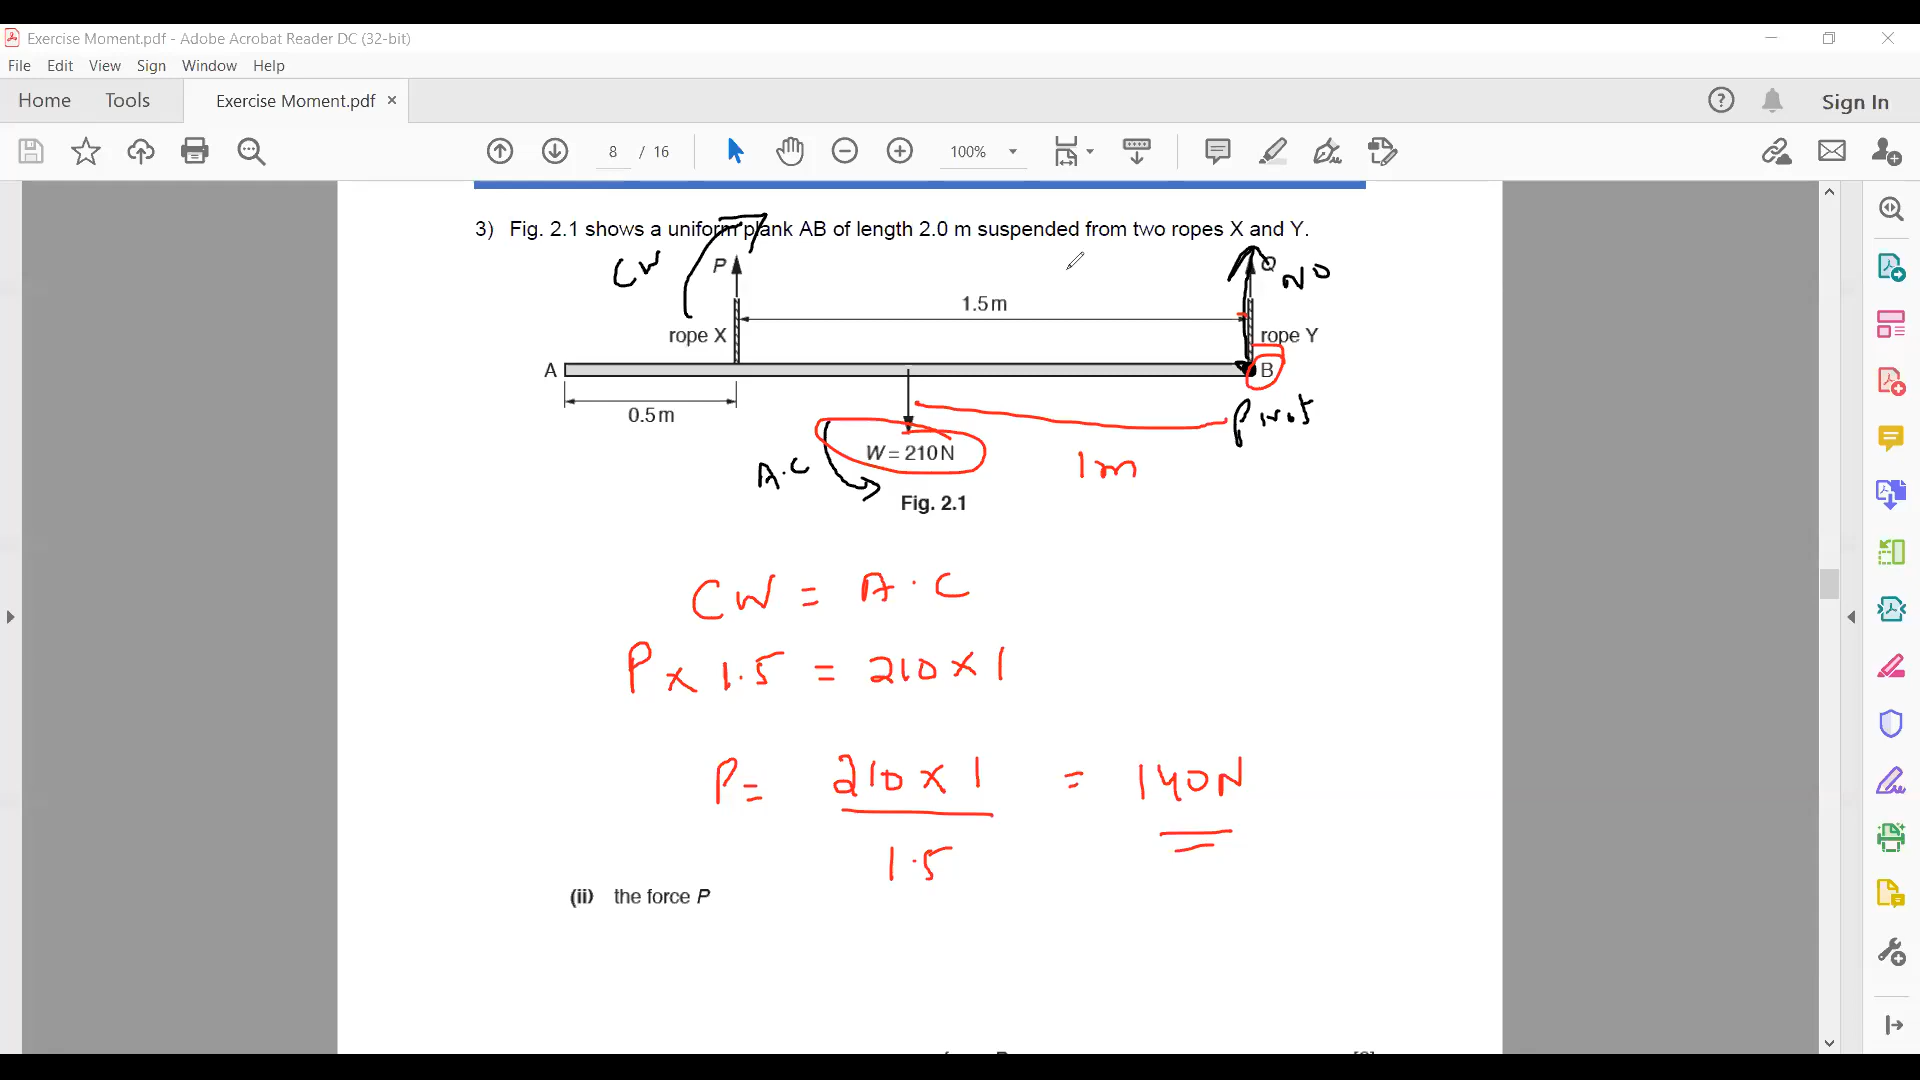 Exercise Moment.pdf - Adobe Acrobat Reader DC (32-bit)
File Edit View Sign Window Help
Home Tools Exercise Moment.pdf × Sign In
8 / 16 100%
3) Fig. 2.1 shows a uniform plank AB of length 2.0 m suspended from two ropes X and Y.
CW P Q NO
1.5 m
rope X rope Y
A B
0.5 m Pivot
W = 210 N
A.C 1m
Fig. 2.1
CW = A.C
P x 1.5 = 210 x 1
P = 210 x 1 = 140N
1.5
(ii) the force P